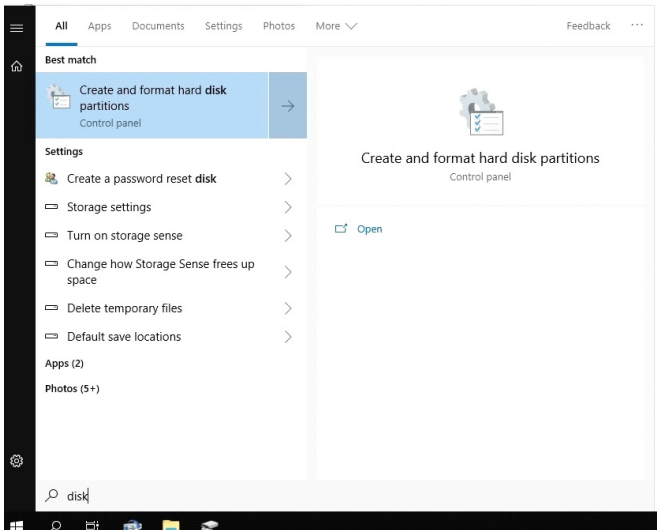 All Apps Documents Settings Photos More Feedback ...
Best match
Create and format hard disk
partitions
Control panel
Settings
Create a password reset disk
Storage settings
Turn on storage sense
Change how Storage Sense frees up
space
Delete temporary files
Default save locations
Apps (2)
Photos (5+)
Create and format hard disk partitions
Control panel
Open
disk